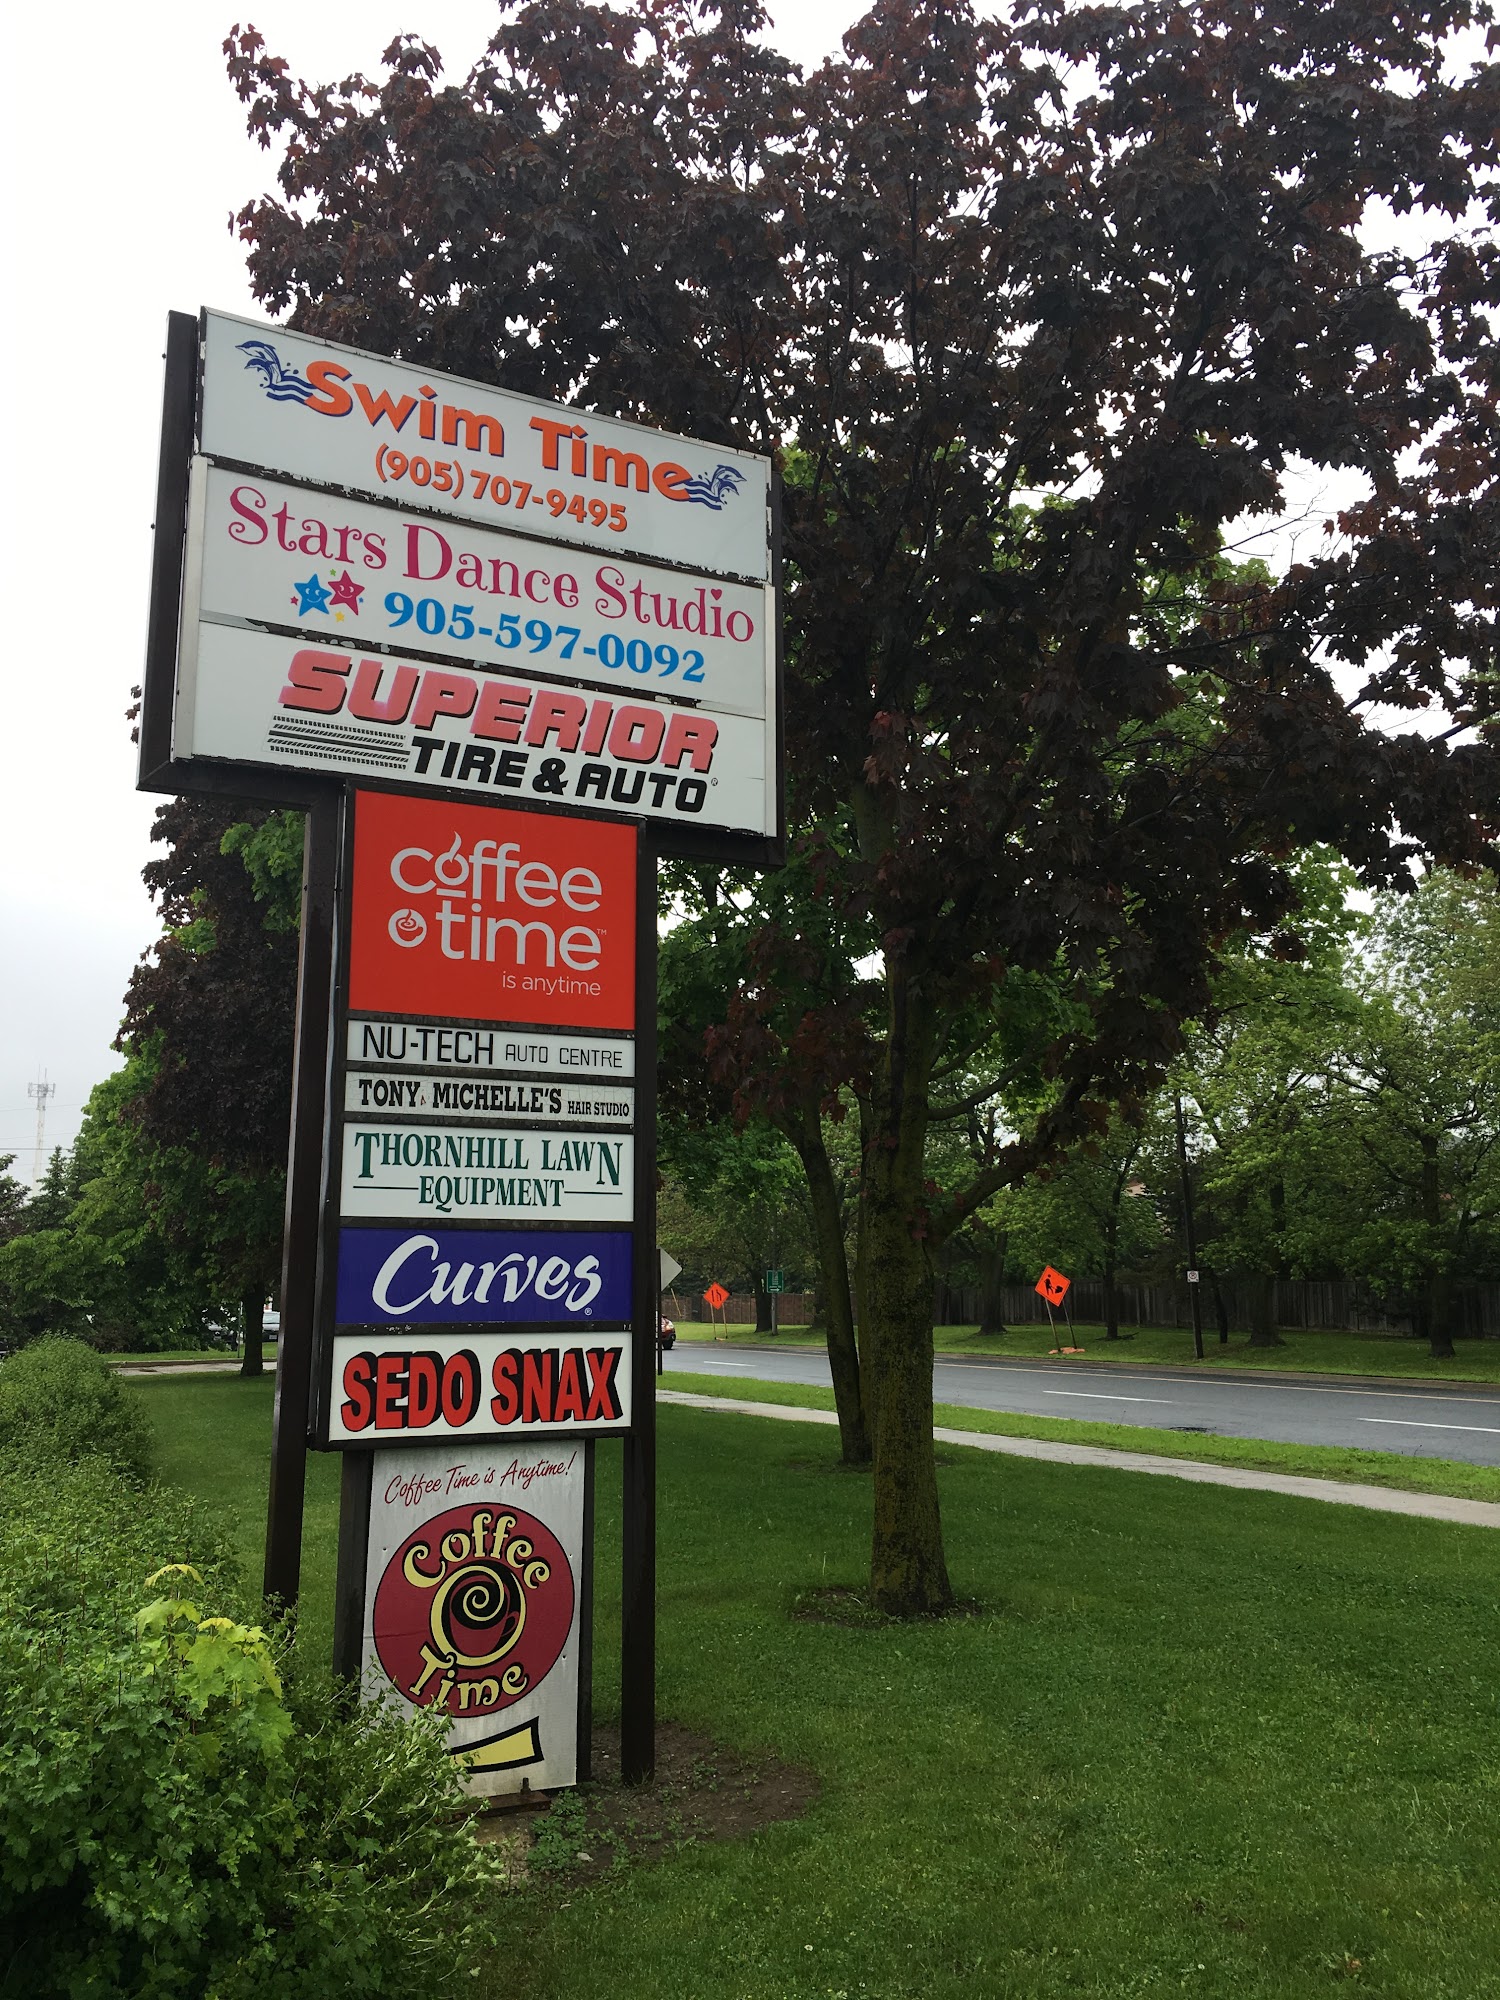 Swim Time
(905) 707-9495
Stars Dance Studio
905-597-0092
SUPERIOR
TIRE & AUTO®
coffee
time™
is anytime
NU-TECH AUTO CENTRE
TONY MICHELLE'S HAIR STUDIO
THORNHILL LAWN
EQUIPMENT
Curves®
SEDO SNAX
Coffee Time is Anytime!
Coffee
Time